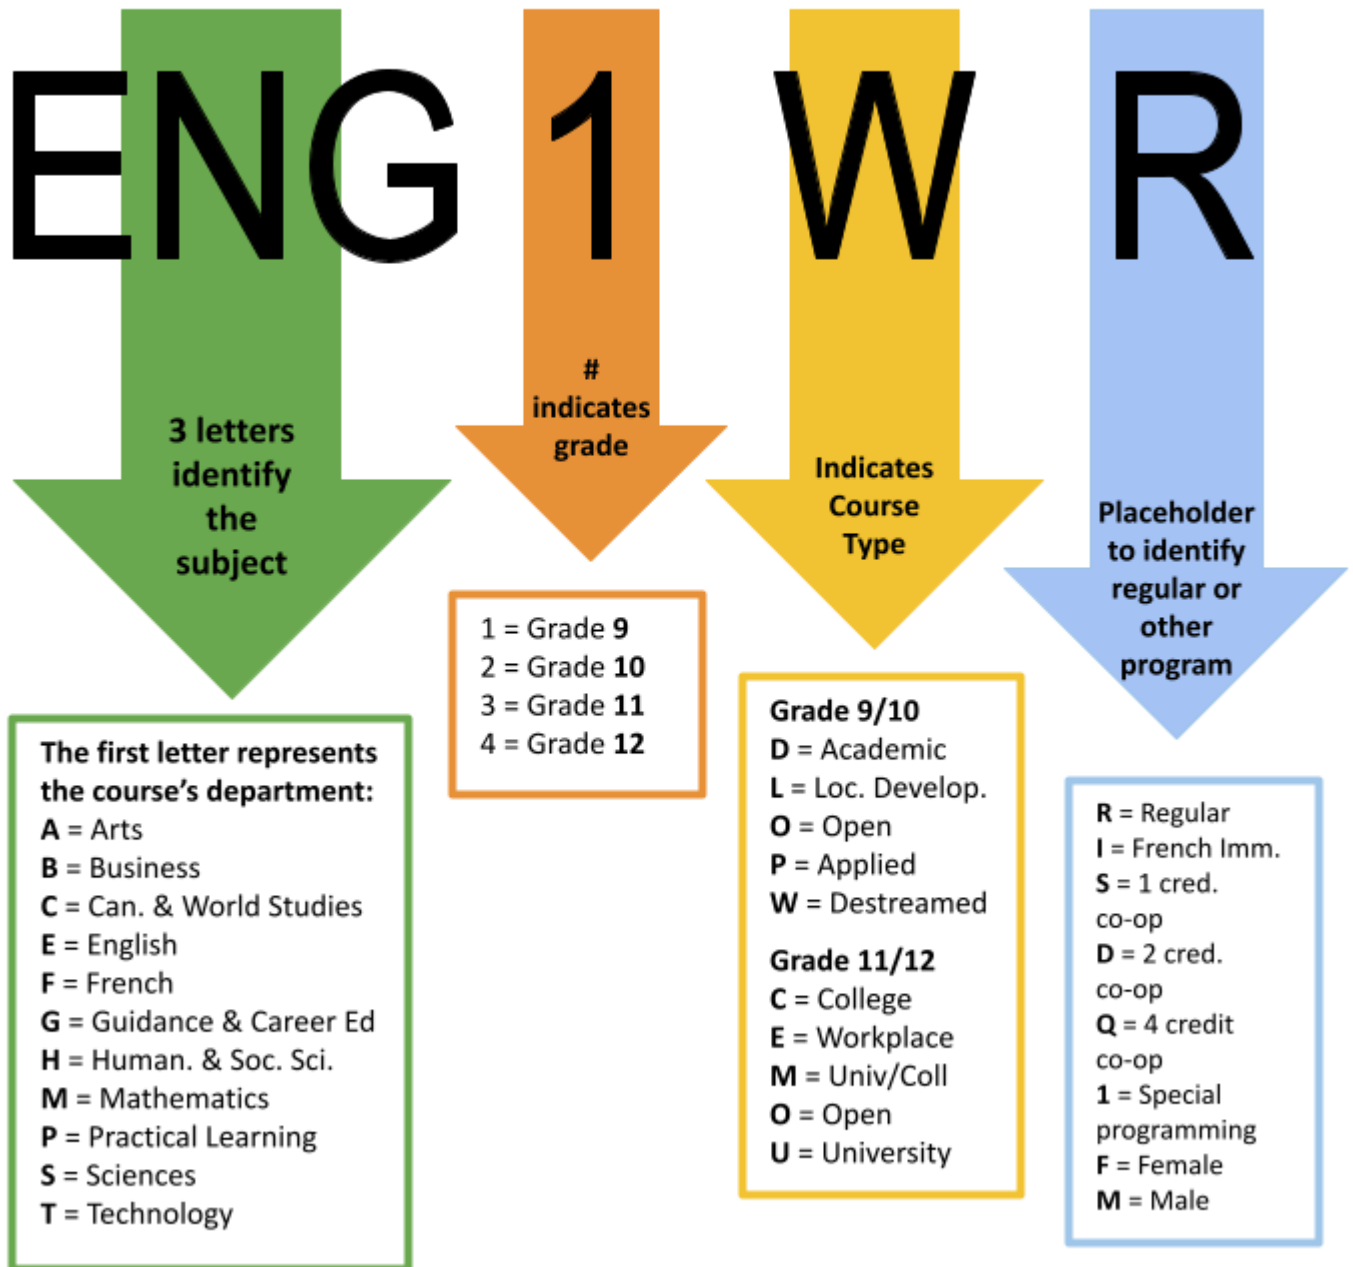 ENG 1 W R
3 letters
identify
the
subject
#
indicates
grade
Indicates
Course
Type
Placeholder
to identify
regular or
other
program
The first letter represents
the course's department:
A = Arts
B = Business
C = Can. & World Studies
E = English
F = French
G = Guidance & Career Ed
H = Human. & Soc. Sci.
M = Mathematics
P = Practical Learning
S = Sciences
T = Technology
1 = Grade 9
2 = Grade 10
3 = Grade 11
4 = Grade 12
Grade 9/10
D = Academic
L = Loc. Develop.
O = Open
P = Applied
W = Destreamed
Grade 11/12
C = College
E = Workplace
M = Univ/Coll
O = Open
U = University
R = Regular
I = French Imm.
S = 1 cred.
co-op
D = 2 cred.
co-op
Q = 4 credit
co-op
1 = Special
programming
F = Female
M = Male